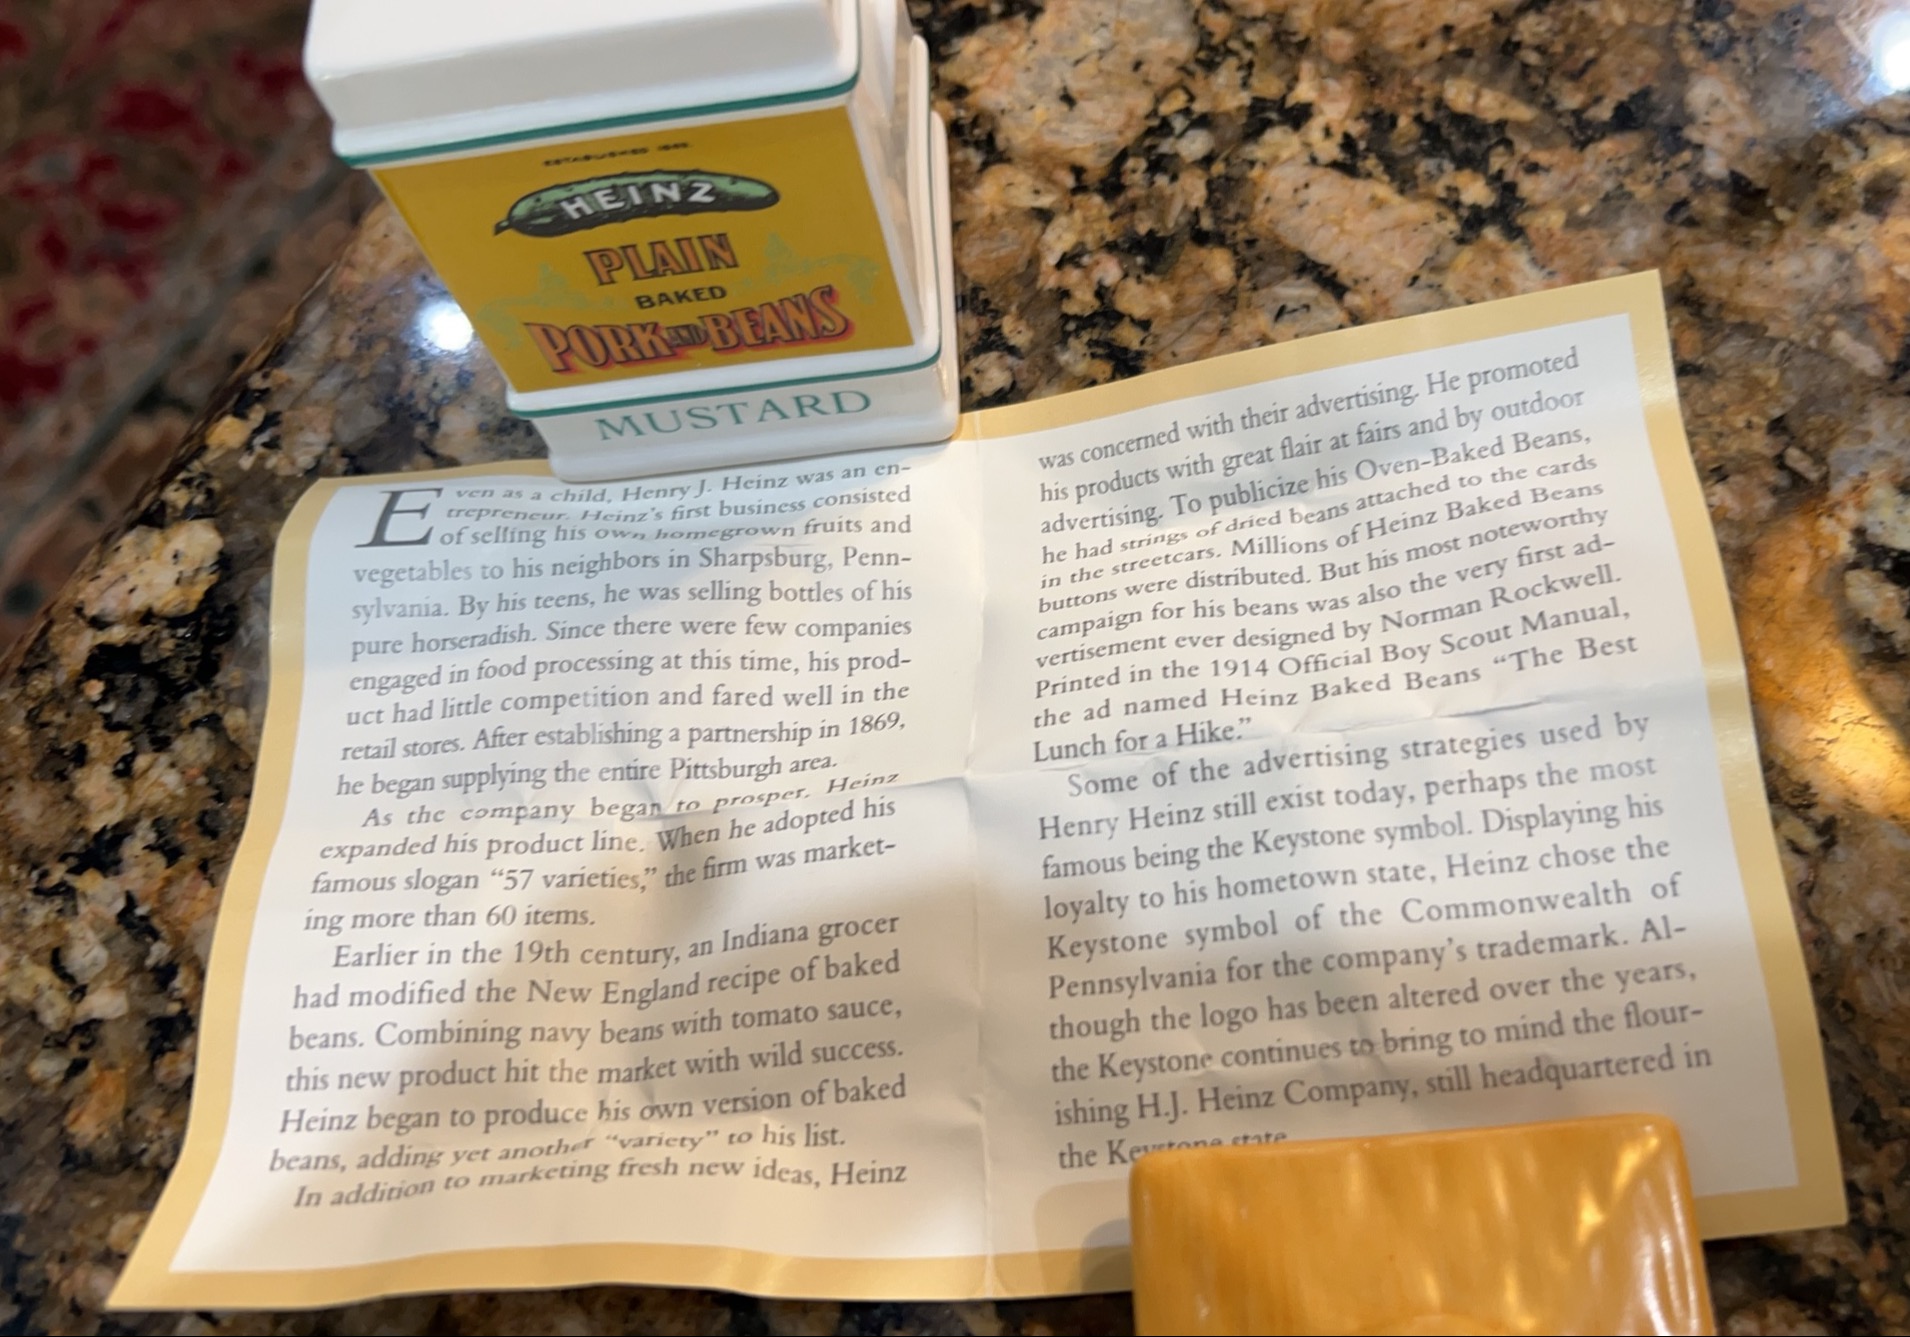 HEINZ
PLAIN
BAKED
PORK AND BEANS
MUSTARD
Even as a child, Henry J. Heinz was an en-
trepreneur. Heinz's first business consisted
of selling his own homegrown fruits and
vegetables to his neighbors in Sharpsburg, Penn-
sylvania. By his teens, he was selling bottles of his
pure horseradish. Since there were few companies
engaged in food processing at this time, his prod-
uct had little competition and fared well in the
retail stores. After establishing a partnership in 1869,
he began supplying the entire Pittsburgh area.
As the company began to prosper, Heinz
expanded his product line. When he adopted his
famous slogan “57 varieties,” the firm was market-
ing more than 60 items.
Earlier in the 19th century, an Indiana grocer
had modified the New England recipe of baked
beans. Combining navy beans with tomato sauce,
this new product hit the market with wild success.
Heinz began to produce his own version of baked
beans, adding yet another “variety” to his list.
In addition to marketing fresh new ideas, Heinz
was concerned with their advertising. He promoted
his products with great flair at fairs and by outdoor
advertising. To publicize his Oven-Baked Beans,
he had strings of dried beans attached to the cards
in the streetcars. Millions of Heinz Baked Beans
buttons were distributed. But his most noteworthy
campaign for his beans was also the very first ad-
vertisement ever designed by Norman Rockwell.
Printed in the 1914 Official Boy Scout Manual,
the ad named Heinz Baked Beans “The Best
Lunch for a Hike.”
Some of the advertising strategies used by
Henry Heinz still exist today, perhaps the most
famous being the Keystone symbol. Displaying his
loyalty to his hometown state, Heinz chose the
Keystone symbol of the Commonwealth of
Pennsylvania for the company's trademark. Al-
though the logo has been altered over the years,
the Keystone continues to bring to mind the flour-
ishing H.J. Heinz Company, still headquartered in
the Keystone state